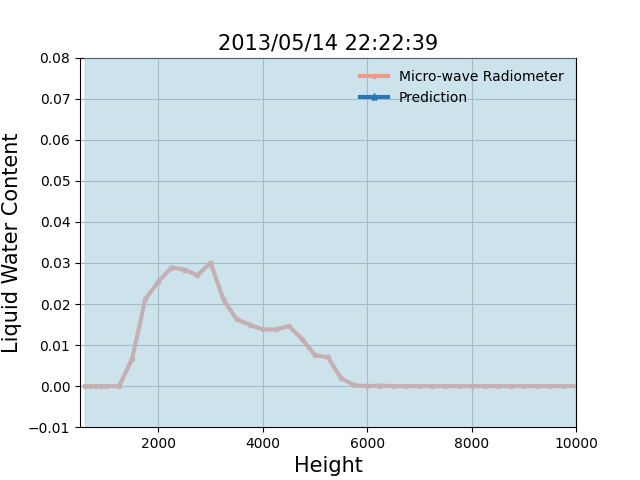 2013/05/14 22:22:39
Micro-wave Radiometer
Prediction
0.08
0.07
0.06
0.05
0.04
0.03
0.02
0.01
0.00
−0.01
Liquid Water Content
2000 4000 6000 8000 10000
Height